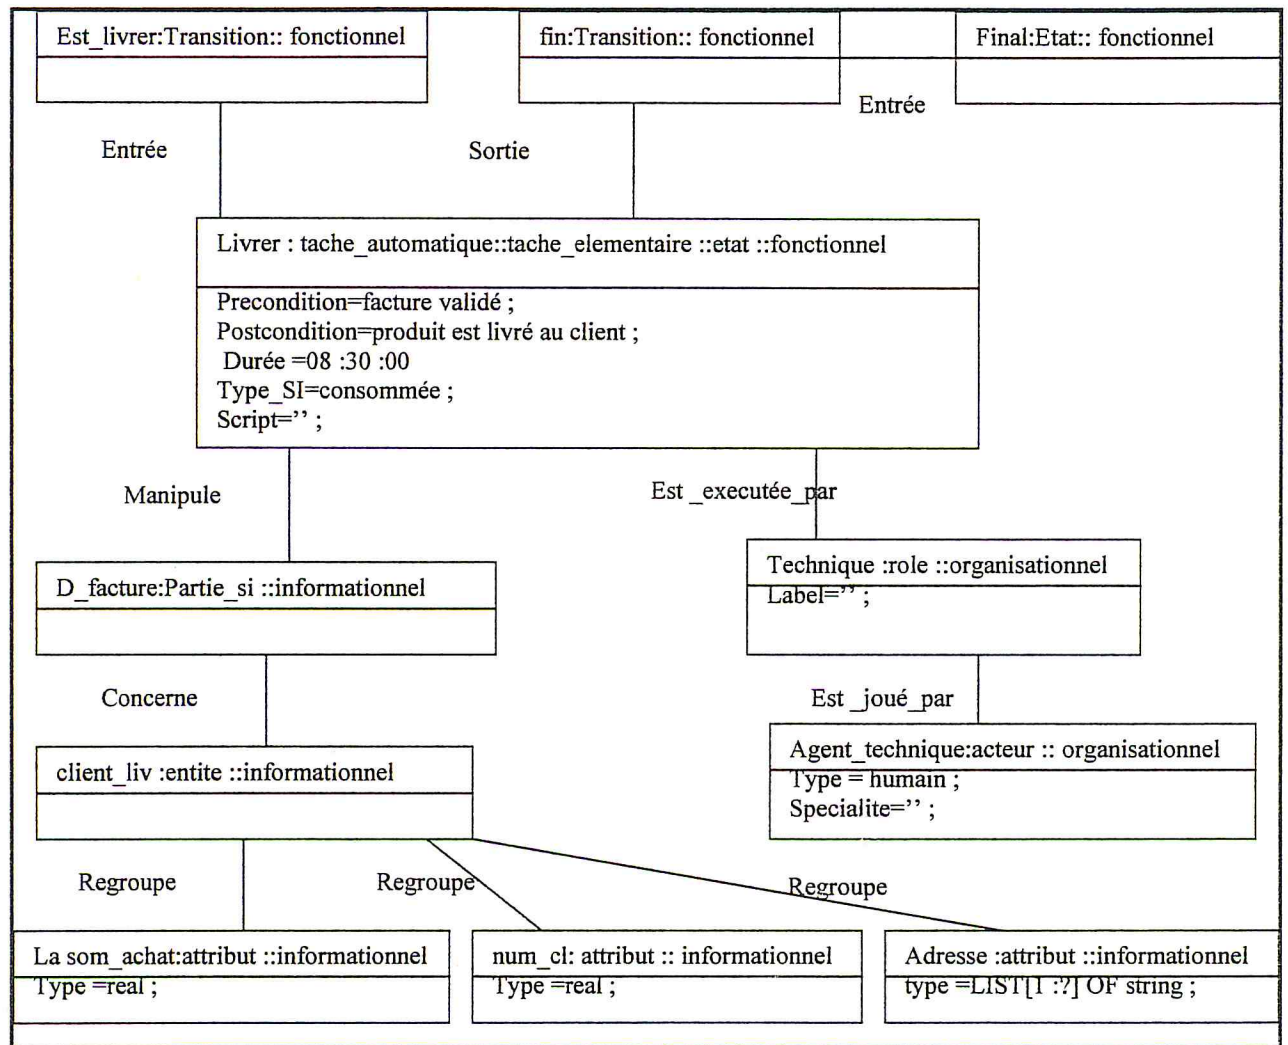 Est_livrer:Transition:: fonctionnel
fin:Transition:: fonctionnel
Final:Etat:: fonctionnel
Entrée
Entrée
Sortie
Livrer : tache_automatique::tache_elementaire ::etat ::fonctionnel
Precondition=facture validé ;
Postcondition=produit est livré au client ;
Durée =08 :30 :00
Type_SI=consommée ;
Script=’’ ;
Manipule
Est _executée_par
D_facture:Partie_si ::informationnel
Technique :role ::organisationnel
Label=’’ ;
Concerne
Est _joué_par
client_liv :entite ::informationnel
Agent_technique:acteur :: organisationnel
Type = humain ;
Specialite=’’ ;
Regroupe
Regroupe
Regroupe
La som_achat:attribut ::informationnel
Type =real ;
num_cl: attribut :: informationnel
Type =real ;
Adresse :attribut ::informationnel
type =LIST[1 :?] OF string ;